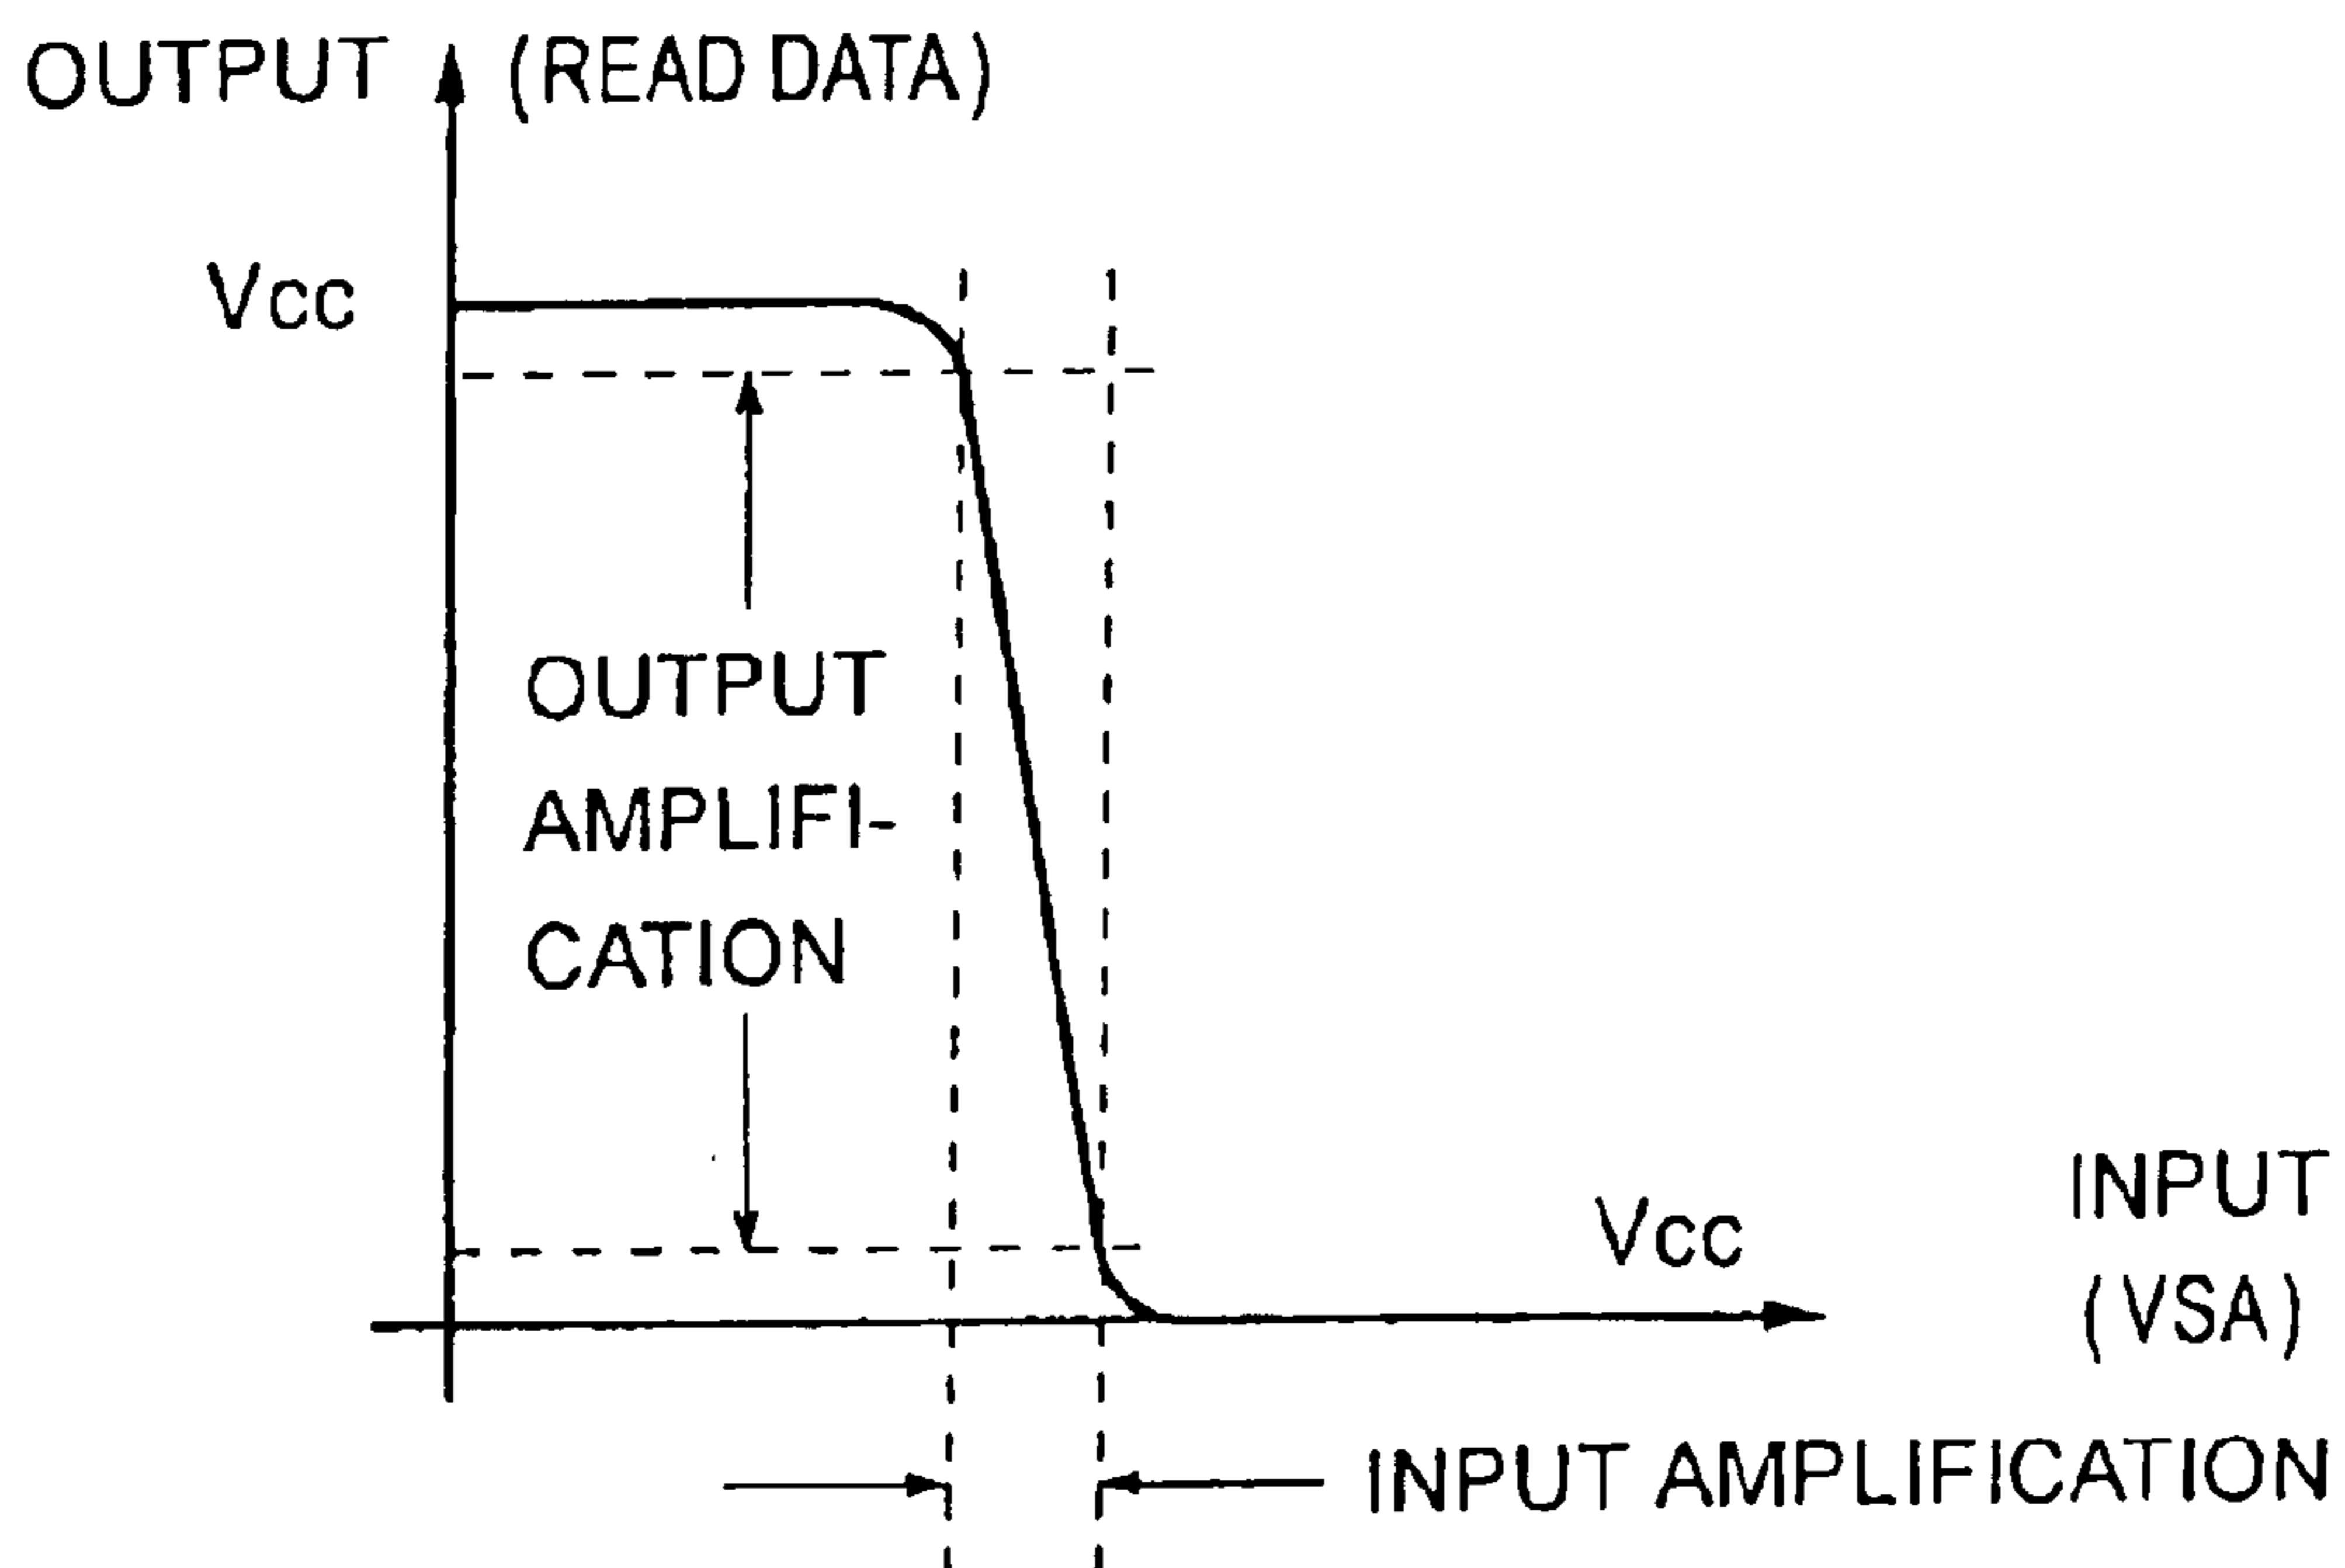 OUTPUT (READ DATA)
Vcc
OUTPUT
AMPLIFI-
CATION
Vcc
INPUT
(VSA)
INPUT AMPLIFICATION